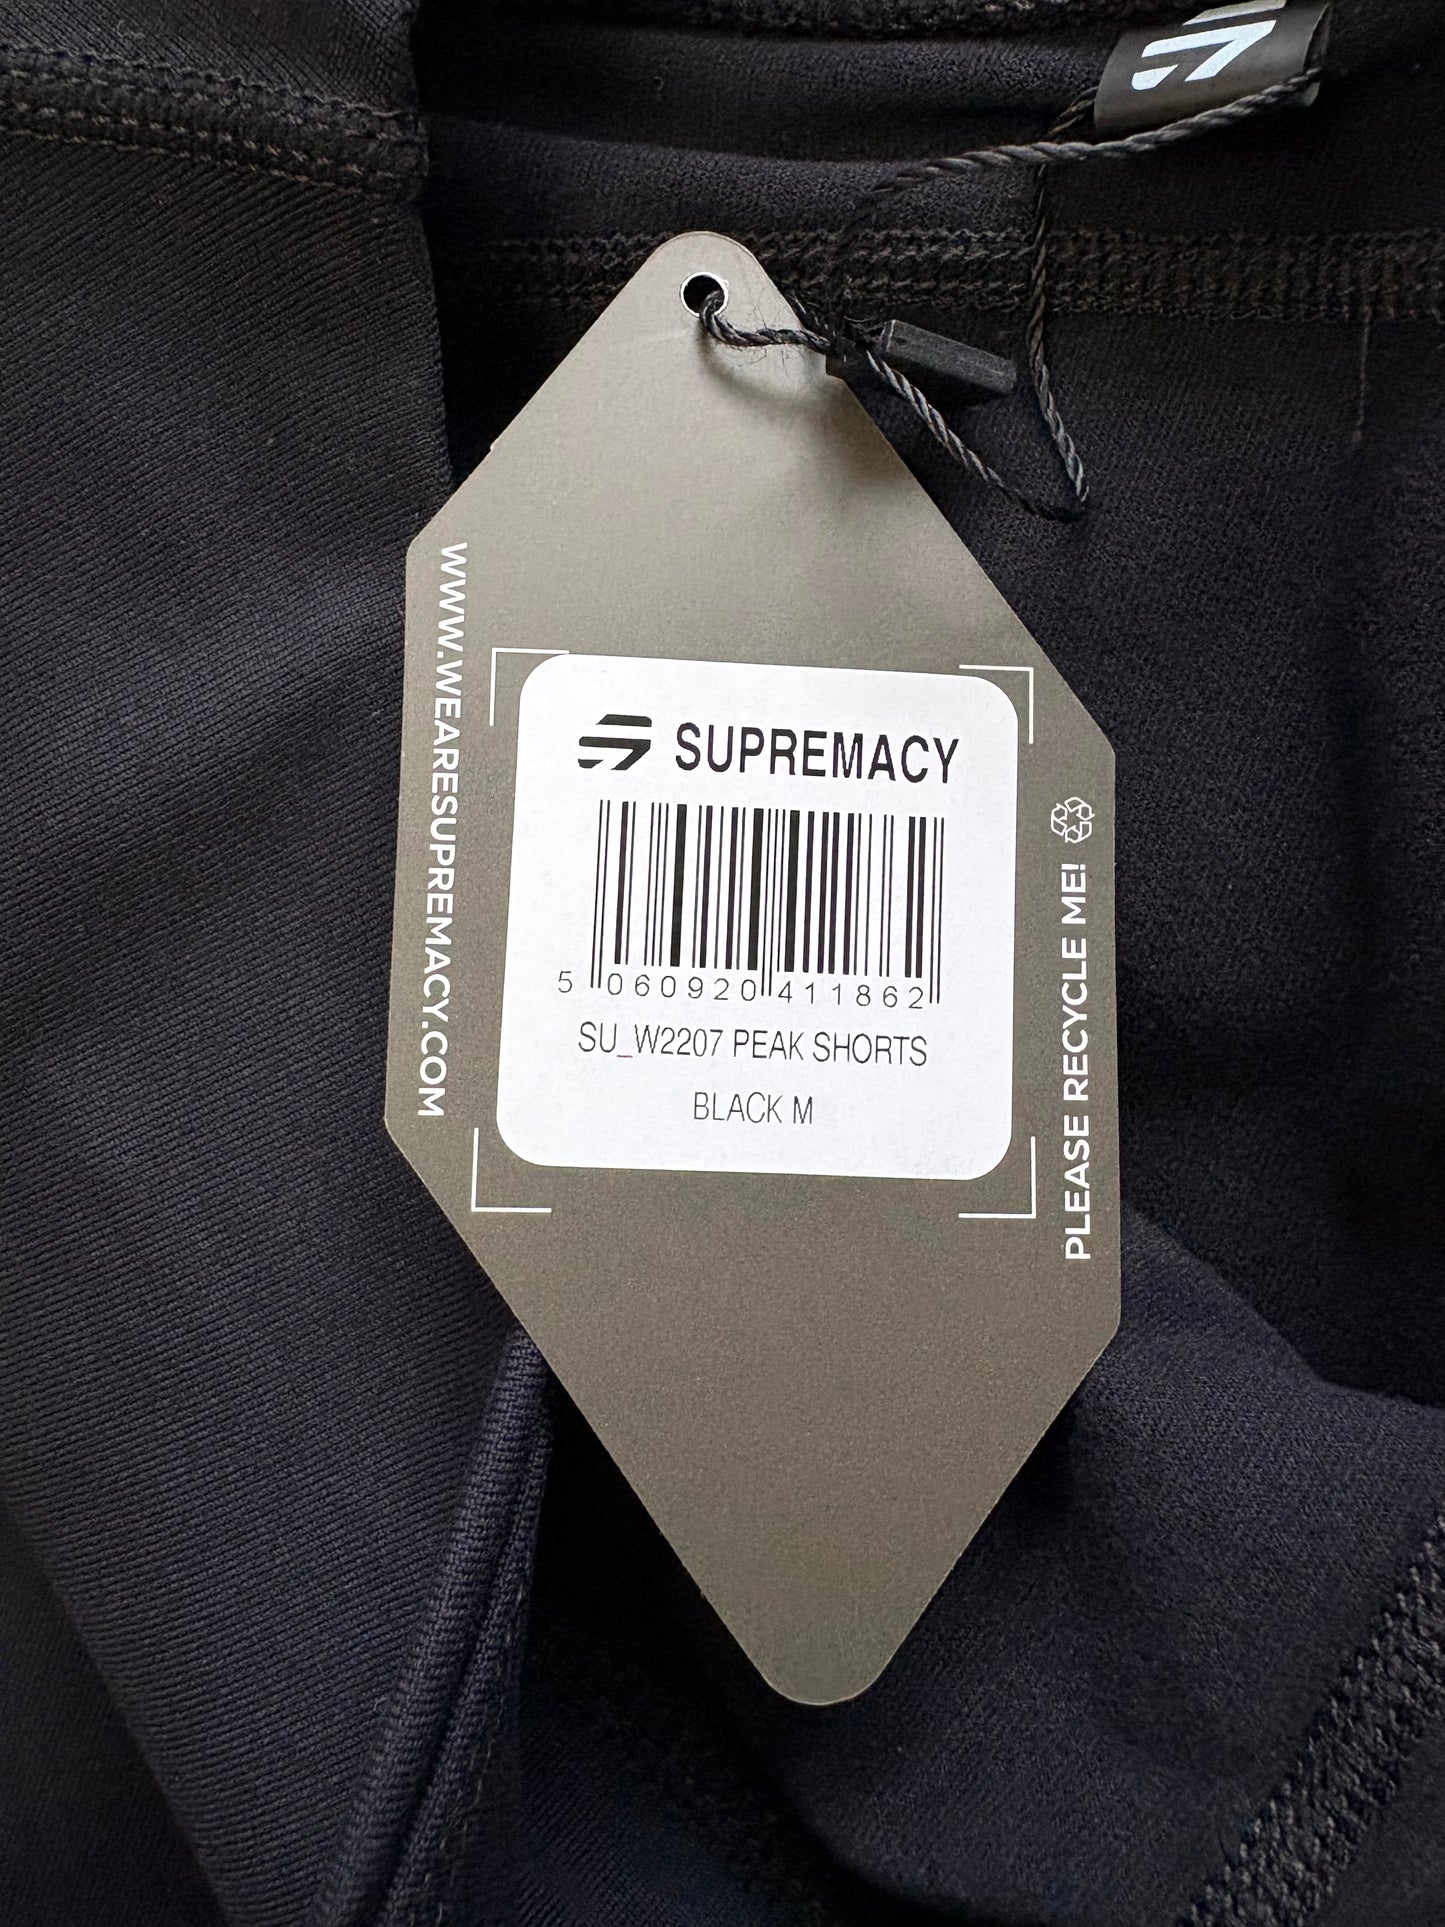 WWW.WEARESUPREMACY.COM
SUPREMACY
5 060920 411862
SU_W2207 PEAK SHORTS
BLACK M
PLEASE RECYCLE ME!